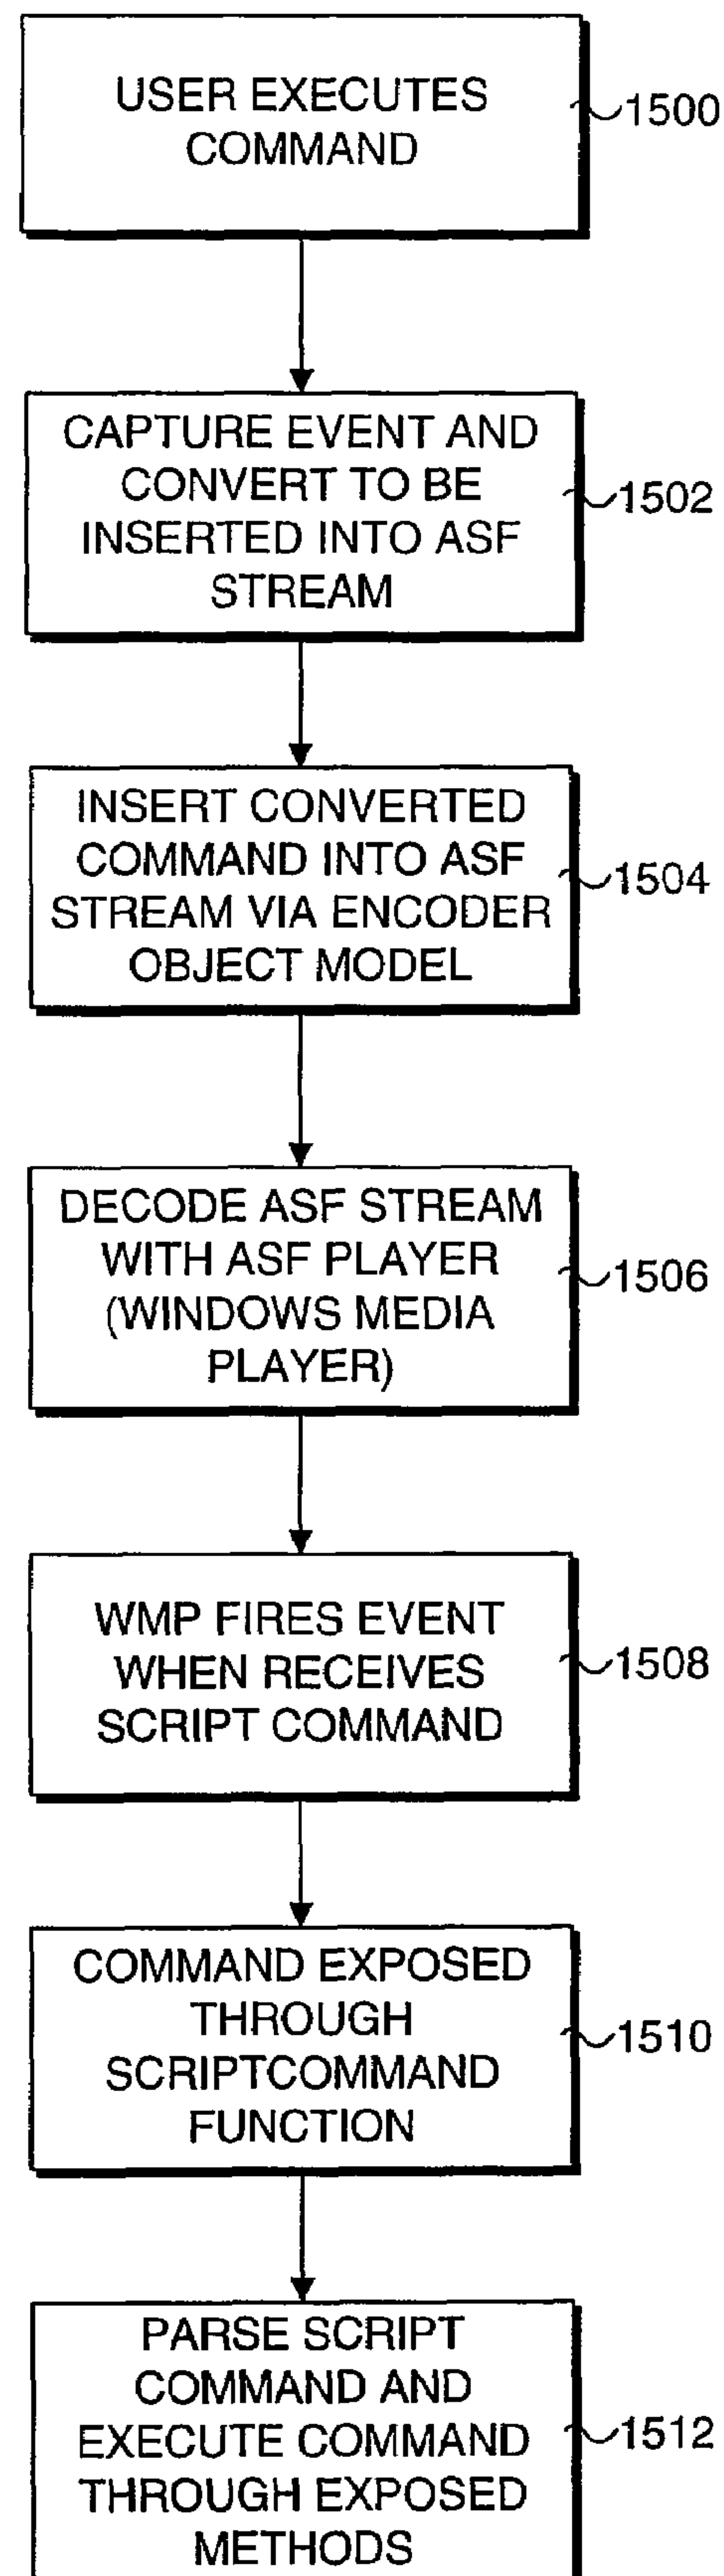 USER EXECUTES
COMMAND
1500
CAPTURE EVENT AND
CONVERT TO BE
INSERTED INTO ASF
STREAM
1502
INSERT CONVERTED
COMMAND INTO ASF
STREAM VIA ENCODER
OBJECT MODEL
1504
DECODE ASF STREAM
WITH ASF PLAYER
(WINDOWS MEDIA
PLAYER)
1506
WMP FIRES EVENT
WHEN RECEIVES
SCRIPT COMMAND
1508
COMMAND EXPOSED
THROUGH
SCRIPTCOMMAND
FUNCTION
1510
PARSE SCRIPT
COMMAND AND
EXECUTE COMMAND
THROUGH EXPOSED
METHODS
1512